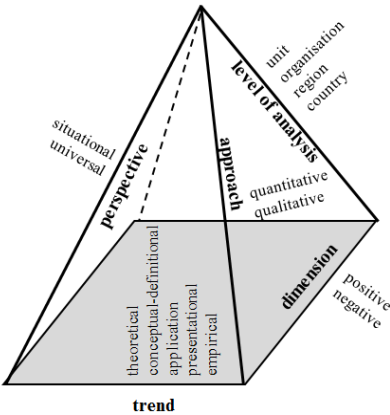 unit
organisation
region
country
level of analysis
situational
universal
perspective
approach
quantitative
qualitative
theoretical
conceptual-definitional
application
presentational
empirical
dimension
positive
negative
trend